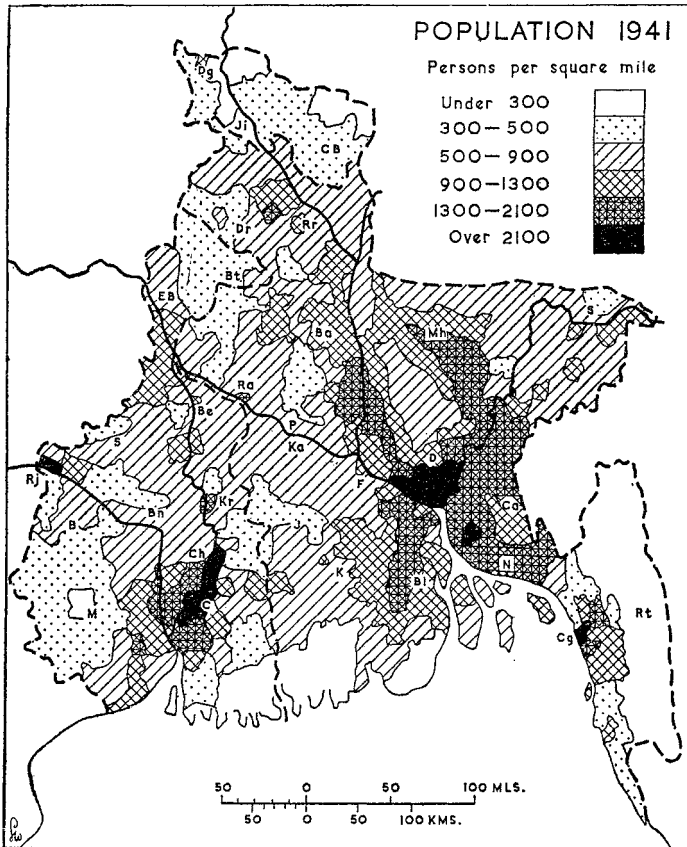 POPULATION 1941
Persons per square mile
Under 300
300—500
500—900
900—1300
1300—2100
Over 2100
Dg
Ji
CB
Dr
Rr
Bt
EB
Ba
Mh
S
Ra
Be
P
Ka
S
D
F
Rj
Kr
Ca
B
Bn
J
Ch
N
K
Bl
C
M
Rt
Cg
50 0 50 100 MLS.
50 0 50 100 KMS.